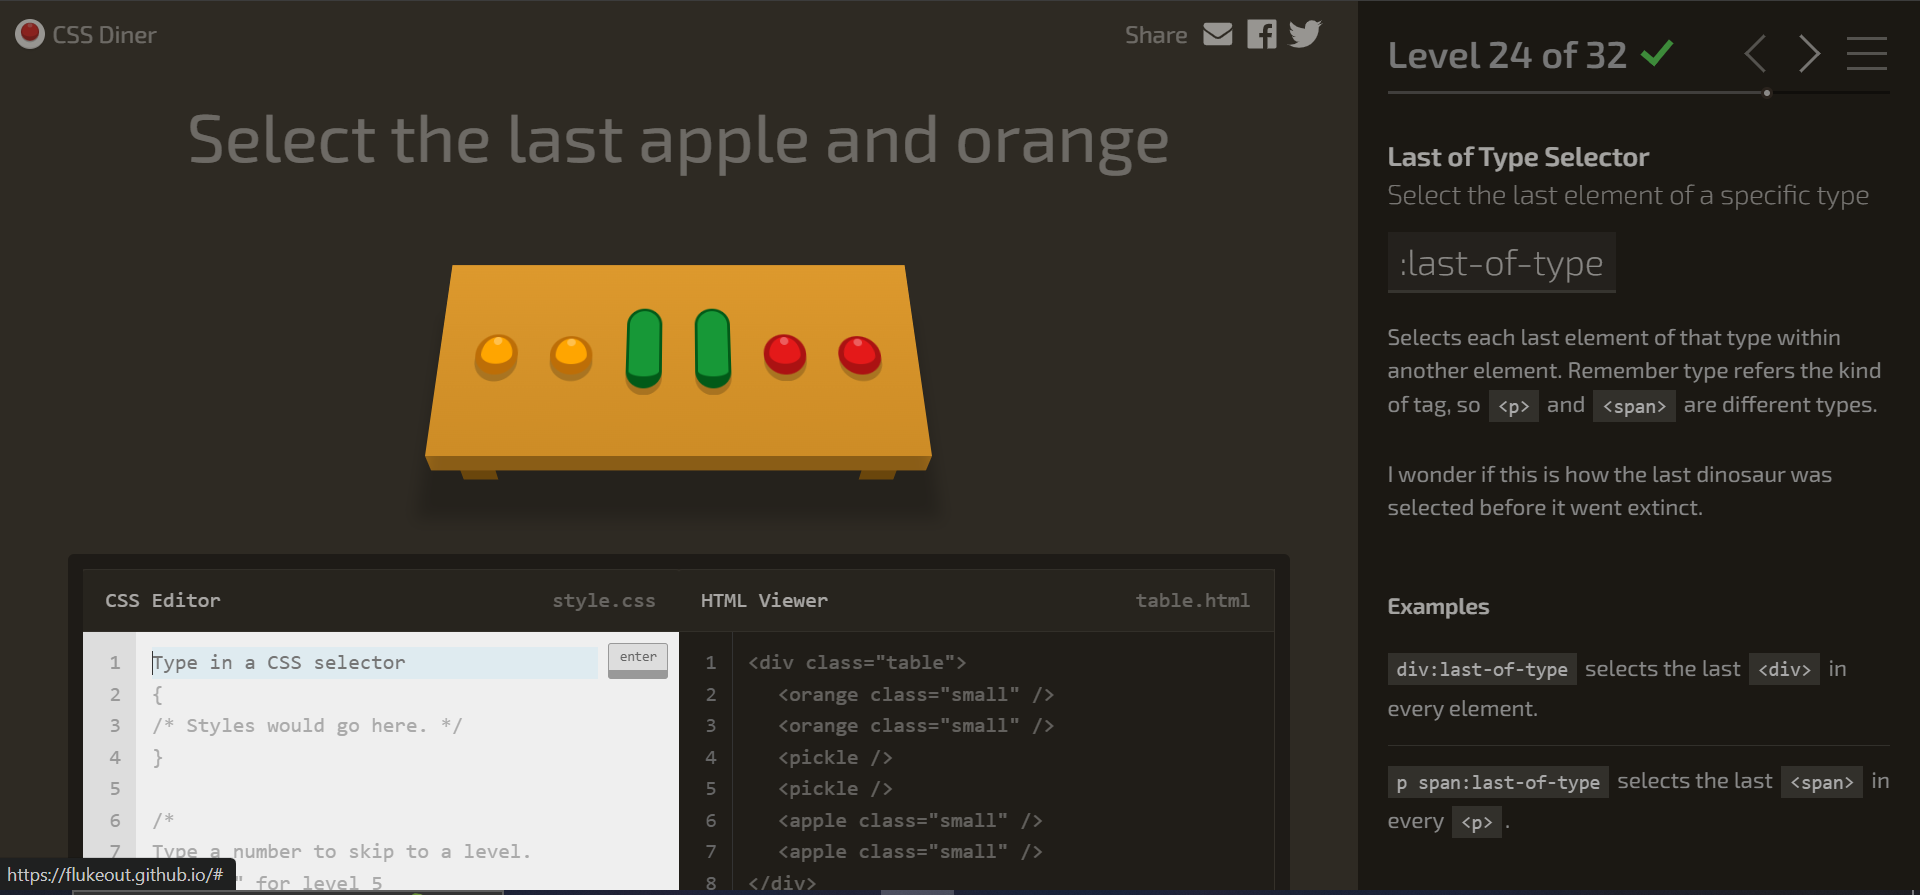 CSS Diner
Share
Select the last apple and orange
CSS Editor
style.css
1 Type in a CSS selector
enter
2 {
3 /* Styles would go here. */
4 }
5
6 /*
7 Type a number to skip to a level.
" for level 5
HTML Viewer
table.html
1 <div class="table">
2 <orange class="small" />
3 <orange class="small" />
4 <pickle />
5 <pickle />
6 <apple class="small" />
7 <apple class="small" />
8 </div>
https://flukeout.github.io/#
Level 24 of 32
Last of Type Selector
Select the last element of a specific type
:last-of-type
Selects each last element of that type within
another element. Remember type refers the kind
of tag, so <p> and <span> are different types.
I wonder if this is how the last dinosaur was
selected before it went extinct.
Examples
div:last-of-type selects the last <div> in
every element.
p span:last-of-type selects the last <span> in
every <p>.